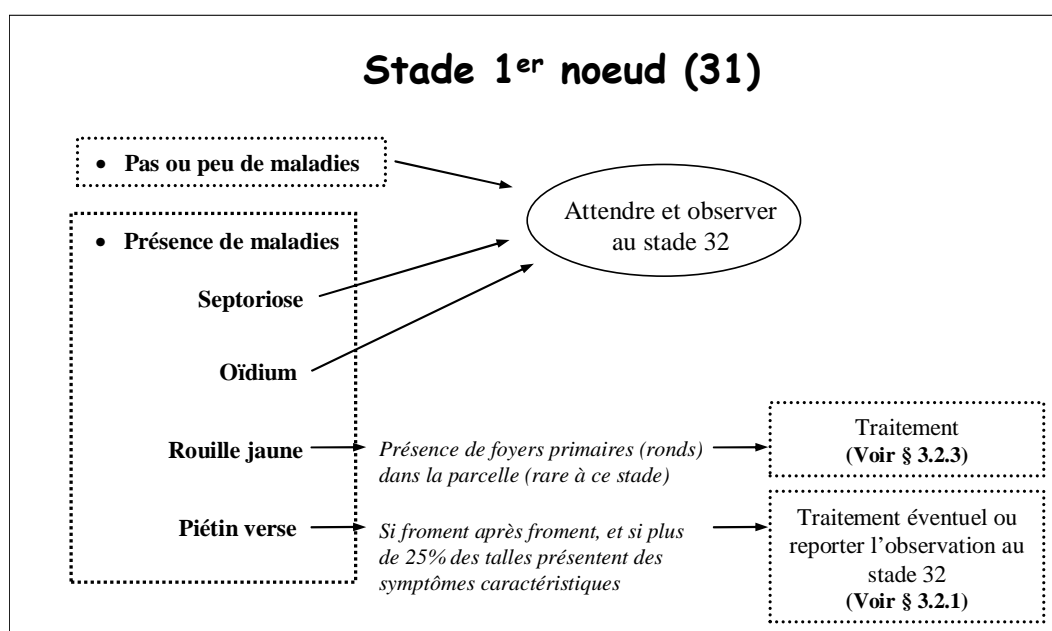 Stade 1er noeud (31)
• Pas ou peu de maladies
Attendre et observer
au stade 32
• Présence de maladies
Septoriose
Oïdium
Rouille jaune
Présence de foyers primaires (ronds)
dans la parcelle (rare à ce stade)
Traitement
(Voir § 3.2.3)
Piétin verse
Si froment après froment, et si plus
de 25% des talles présentent des
symptômes caractéristiques
Traitement éventuel ou
reporter l’observation au
stade 32
(Voir § 3.2.1)